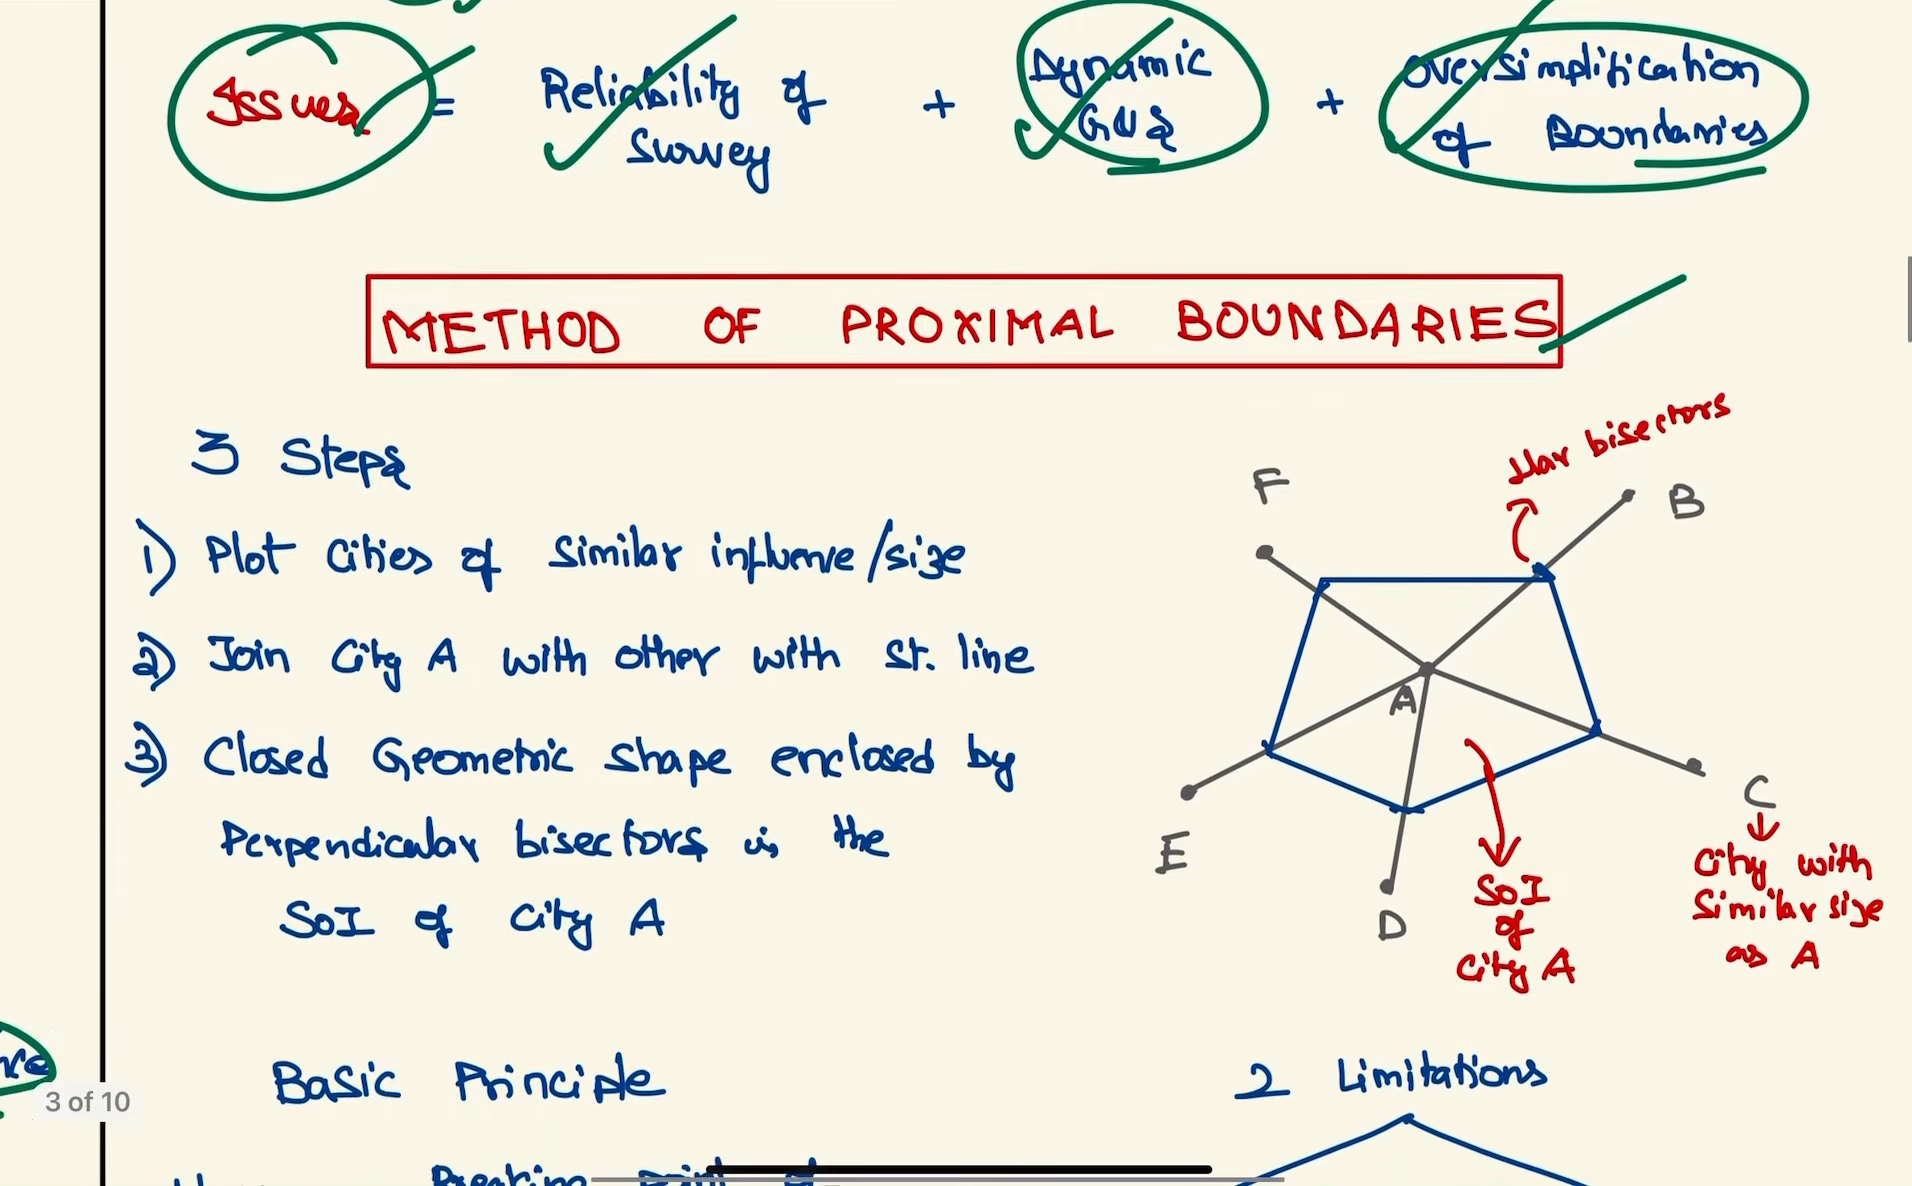 Issues = Reliability of Survey + Dynamic G&S + Oversimplification of Boundaries
METHOD OF PROXIMAL BOUNDARIES
3 Steps
1) Plot Cities of Similar influence/size
2) Join City A with other with St. line
3) Closed Geometric shape enclosed by
Perpendicular bisectors is the
SoI of City A
⊥lar bisectors
F
B
A
E
D
C
SoI
of
City A
City with
Similar size
as A
Basic Principle
2 Limitations
3 of 10